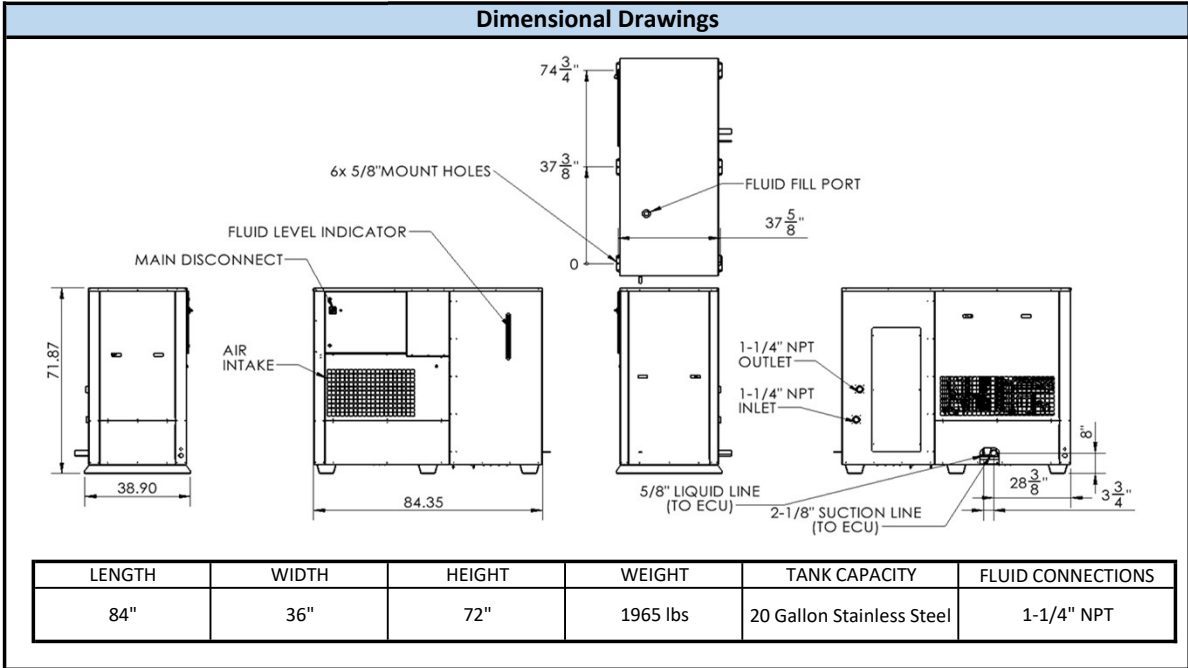 Dimensional Drawings
74 3/4"
37 3/8"
0
6x 5/8"MOUNT HOLES
FLUID FILL PORT
37 5/8"
FLUID LEVEL INDICATOR
MAIN DISCONNECT
AIR
INTAKE
71.87
38.90
84.35
1-1/4" NPT
OUTLET
1-1/4" NPT
INLET
8"
5/8" LIQUID LINE
(TO ECU)
2-1/8" SUCTION LINE
(TO ECU)
28 3/8"
3 3/4"
LENGTH WIDTH HEIGHT WEIGHT TANK CAPACITY FLUID CONNECTIONS
84" 36" 72" 1965 lbs 20 Gallon Stainless Steel 1-1/4" NPT